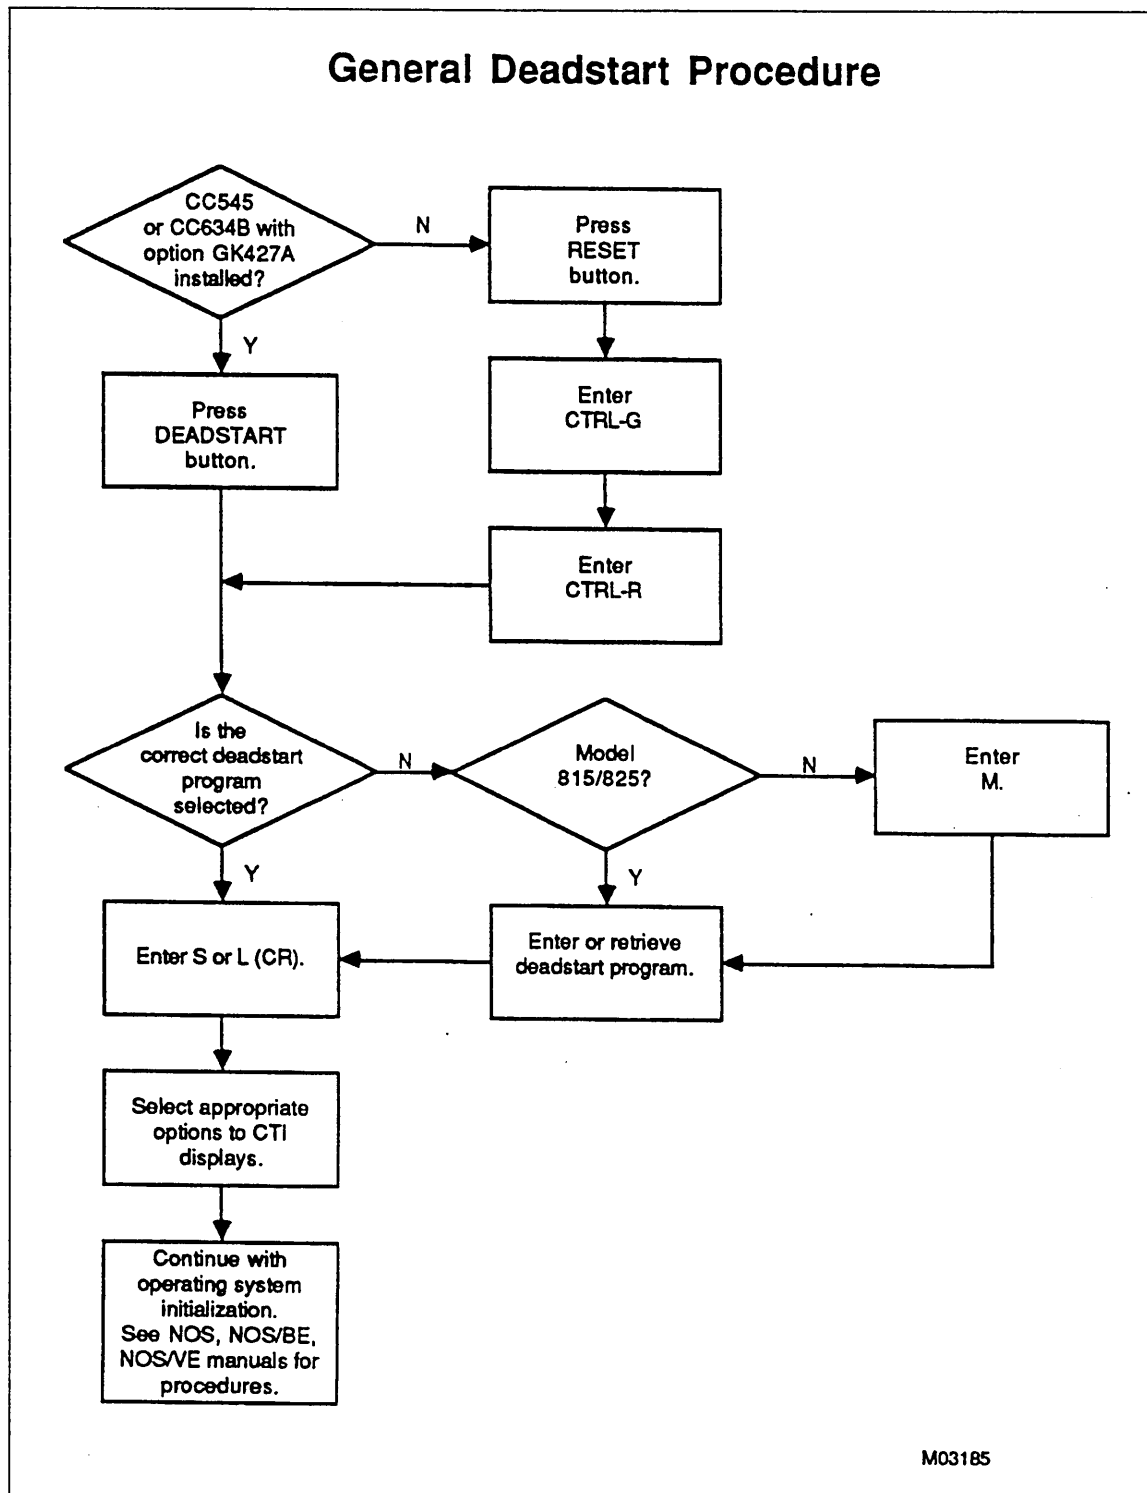 General Deadstart Procedure
CC545
or CC634B with
option GK427A
installed?
N
Press
RESET
button.
Y
Enter
CTRL-G
Press
DEADSTART
button.
Enter
CTRL-R
Is the
correct deadstart
program
selected?
N
Model
815/825?
N
Enter
M.
Y
Y
Enter S or L (CR).
Enter or retrieve
deadstart program.
Select appropriate
options to CTI
displays.
Continue with
operating system
initialization.
See NOS, NOS/BE,
NOS/VE manuals for
procedures.
M03185